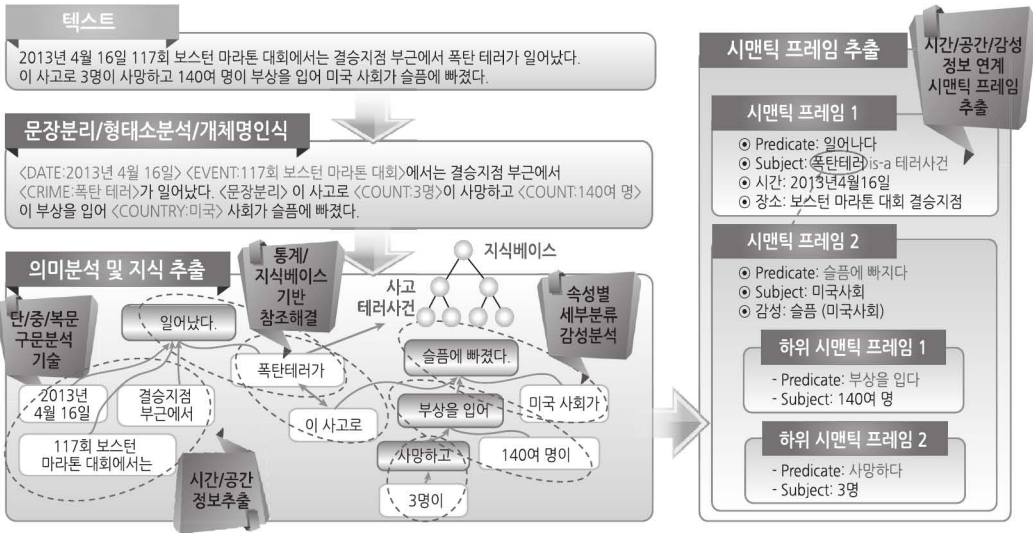 텍스트
2013년 4월 16일 117회 보스턴 마라톤 대회에서는 결승지점 부근에서 폭탄 테러가 일어났다.
이 사고로 3명이 사망하고 140여 명이 부상을 입어 미국 사회가 슬픔에 빠졌다.
문장분리/형태소분석/개체명인식
〈DATE:2013년 4월 16일〉 〈EVENT:117회 보스턴 마라톤 대회〉에서는 결승지점 부근에서
〈CRIME:폭탄 테러〉가 일어났다. 〈문장분리〉 이 사고로 〈COUNT:3명〉이 사망하고 〈COUNT:140여 명〉
이 부상을 입어 〈COUNTRY:미국〉 사회가 슬픔에 빠졌다.
의미분석 및 지식 추출
단/중/복문
구문분석
기술
일어났다.
통계/
지식베이스
기반
참조해결
지식베이스
사고
테러사건
속성별
세부분류
감성분석
슬픔에 빠졌다.
폭탄테러가
2013년
4월 16일
결승지점
부근에서
이 사고로
부상을 입어
미국 사회가
117회 보스턴
마라톤 대회에서는
사망하고
140여 명이
시간/공간
정보추출
3명이
시맨틱 프레임 추출
시간/공간/감성
정보 연계
시맨틱 프레임
추출
시맨틱 프레임 1
⊙ Predicate: 일어나다
⊙ Subject: 폭탄테러 is-a 테러사건
⊙ 시간: 2013년4월16일
⊙ 장소: 보스턴 마라톤 대회 결승지점
시맨틱 프레임 2
⊙ Predicate: 슬픔에 빠지다
⊙ Subject: 미국사회
⊙ 감성: 슬픔 (미국사회)
하위 시맨틱 프레임 1
- Predicate: 부상을 입다
- Subject: 140여 명
하위 시맨틱 프레임 2
- Predicate: 사망하다
- Subject: 3명